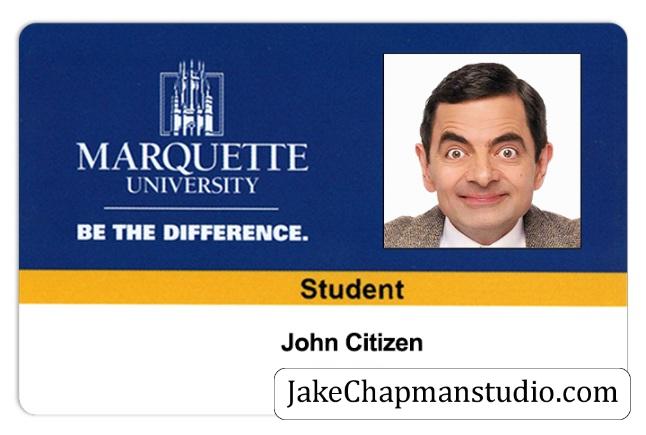 MARQUETTE
UNIVERSITY
BE THE DIFFERENCE.
Student
John Citizen
JakeChapmanstudio.com